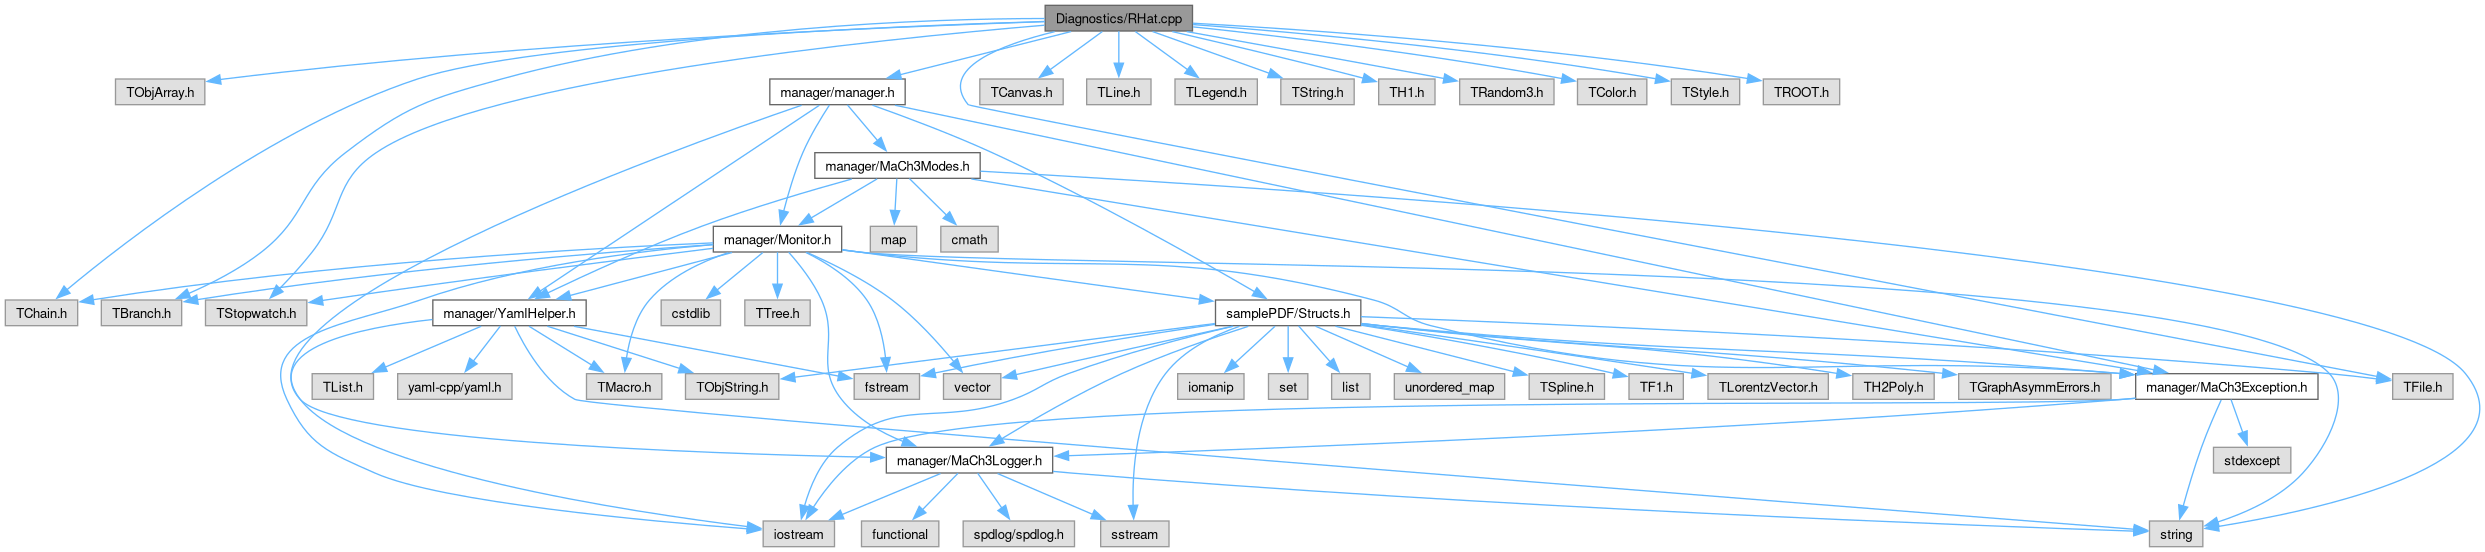 Diagnostics/RHat.cpp
TObjArray.h
manager/manager.h
TCanvas.h
TLine.h
TLegend.h
TString.h
TH1.h
TRandom3.h
TColor.h
TStyle.h
TROOT.h
manager/MaCh3Modes.h
manager/Monitor.h
map
cmath
TChain.h
TBranch.h
TStopwatch.h
manager/YamlHelper.h
cstdlib
TTree.h
samplePDF/Structs.h
TList.h
yaml-cpp/yaml.h
TMacro.h
TObjString.h
fstream
vector
iomanip
set
list
unordered_map
TSpline.h
TF1.h
TLorentzVector.h
TH2Poly.h
TGraphAsymmErrors.h
manager/MaCh3Exception.h
TFile.h
manager/MaCh3Logger.h
stdexcept
iostream
functional
spdlog/spdlog.h
sstream
string